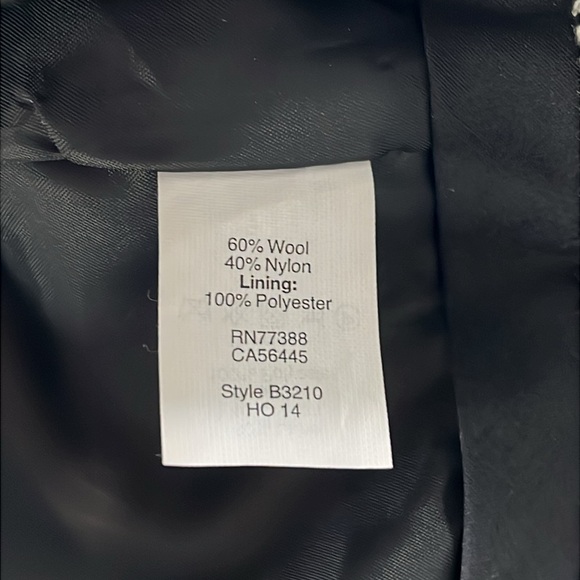 60% Wool
40% Nylon
Lining:
100% Polyester
RN77388
CA56445
Style B3210
HO 14